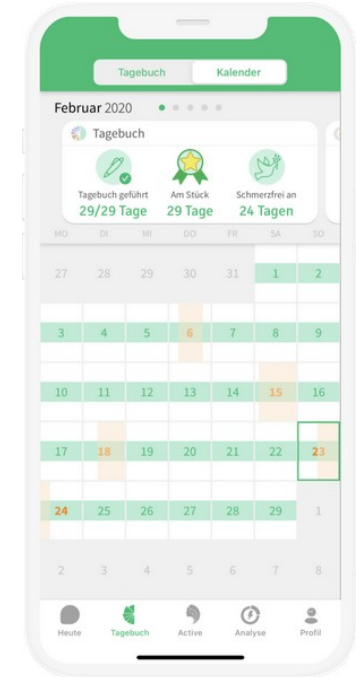 Tagebuch Kalender
Februar 2020
Tagebuch
Tagebuch geführt Am Stück Schmerzfrei an
29/29 Tage 29 Tage 24 Tagen
MO DI MI DO FR SA SO
27 28 29 30 31 1 2
3 4 5 6 7 8 9
10 11 12 13 14 15 16
17 18 19 20 21 22 23
24 25 26 27 28 29 1
2 3 4 5 6 7 8
Heute Tagebuch Active Analyse Profil